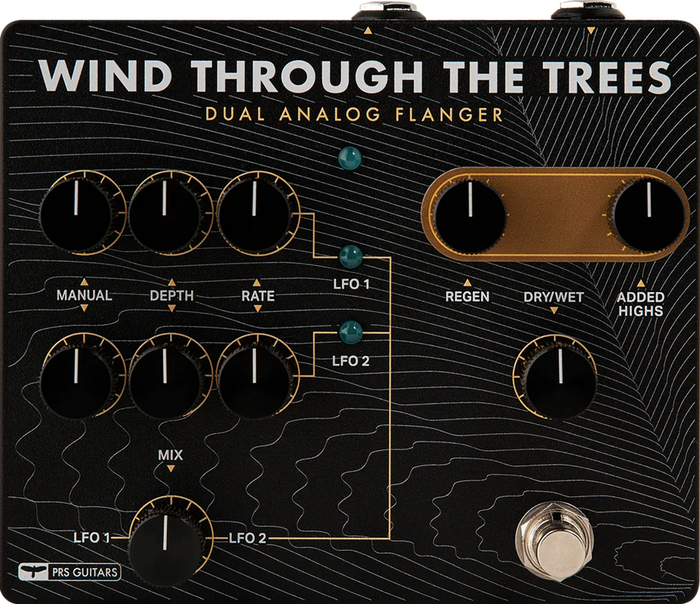 WIND THROUGH THE TREES
DUAL ANALOG FLANGER
LFO 1
MANUAL
DEPTH
RATE
REGEN
DRY/WET
ADDED
HIGHS
LFO 2
MIX
LFO 1
LFO 2
PRS GUITARS